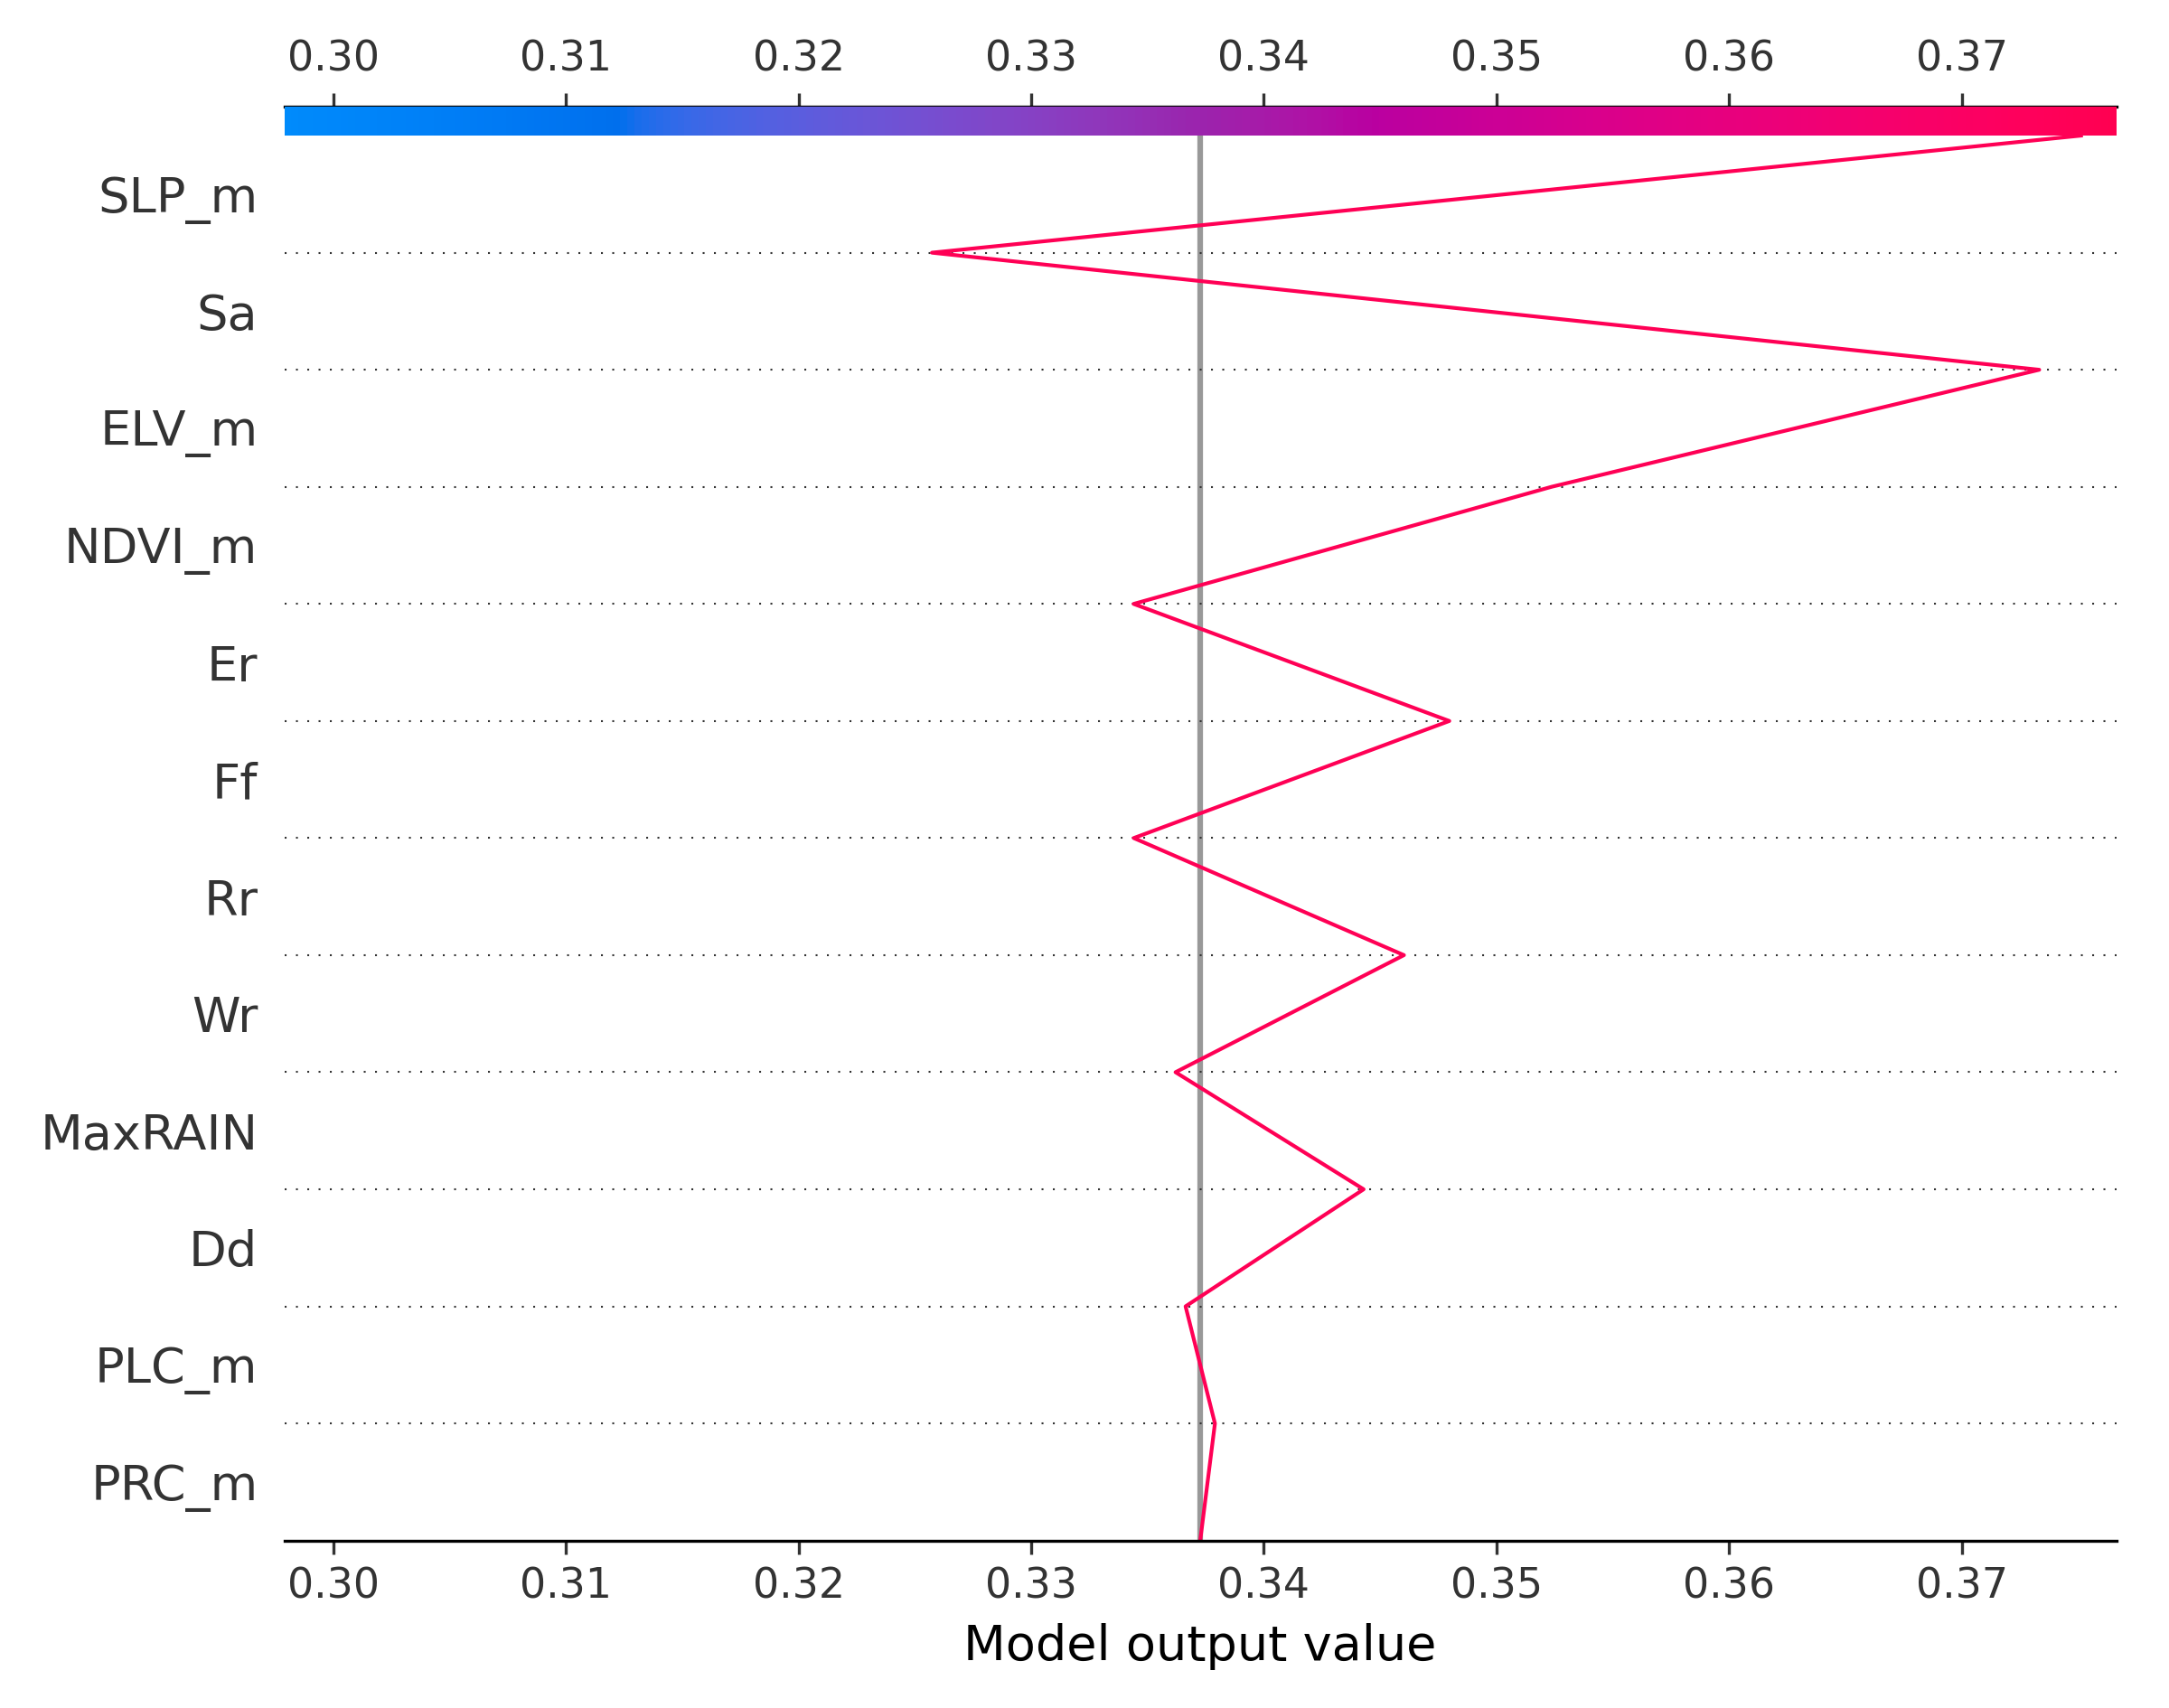 0.30 0.31 0.32 0.33 0.34 0.35 0.36 0.37
SLP_m
Sa
ELV_m
NDVI_m
Er
Ff
Rr
Wr
MaxRAIN
Dd
PLC_m
PRC_m
0.30 0.31 0.32 0.33 0.34 0.35 0.36 0.37
Model output value